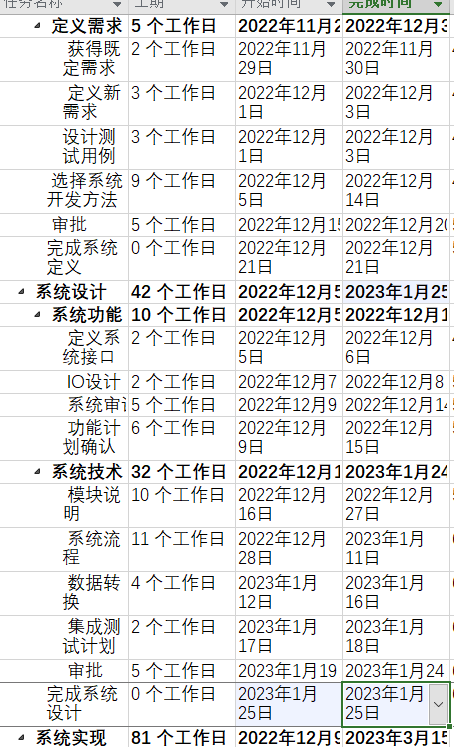 任务名称 工期 开始时间 完成时间
定义需求 5 个工作日 2022年11月2 2022年12月3
获得既定需求 2 个工作日 2022年11月29日 2022年11月30日
定义新需求 3 个工作日 2022年12月1日 2022年12月3日
设计测试用例 3 个工作日 2022年12月1日 2022年12月3日
选择系统开发方法 9 个工作日 2022年12月5日 2022年12月14日
审批 5 个工作日 2022年12月15 2022年12月20
完成系统定义 0 个工作日 2022年12月21日 2022年12月21日
系统设计 42 个工作日 2022年12月5 2023年1月25
系统功能 10 个工作日 2022年12月5 2022年12月1
定义系统接口 2 个工作日 2022年12月5日 2022年12月6日
IO设计 2 个工作日 2022年12月7 2022年12月8
系统审 5 个工作日 2022年12月9 2022年12月14
功能计划确认 6 个工作日 2022年12月9日 2022年12月15日
系统技术 32 个工作日 2022年12月1 2023年1月24
模块说明 10 个工作日 2022年12月16日 2022年12月27日
系统流程 11 个工作日 2022年12月28日 2023年1月11日
数据转换 4 个工作日 2023年1月12日 2023年1月16日
集成测试计划 2 个工作日 2023年1月17日 2023年1月18日
审批 5 个工作日 2023年1月19 2023年1月24
完成系统设计 0 个工作日 2023年1月25日 2023年1月25日
系统实现 81 个工作日 2022年12月9 2023年3月15